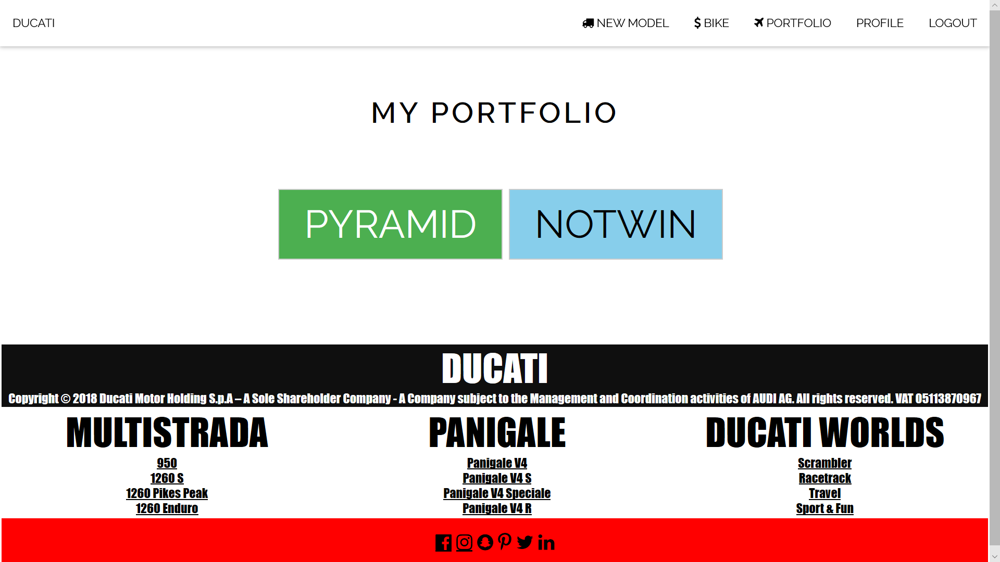 DUCATI
NEW MODEL
BIKE
PORTFOLIO
PROFILE
LOGOUT
MY PORTFOLIO
PYRAMID
NOTWIN
DUCATI
Copyright © 2018 Ducati Motor Holding S.p.A – A Sole Shareholder Company - A Company subject to the Management and Coordination activities of AUDI AG. All rights reserved. VAT 05113870967
MULTISTRADA
950
1260 S
1260 Pikes Peak
1260 Enduro
PANIGALE
Panigale V4
Panigale V4 S
Panigale V4 Speciale
Panigale V4 R
DUCATI WORLDS
Scrambler
Racetrack
Travel
Sport & Fun